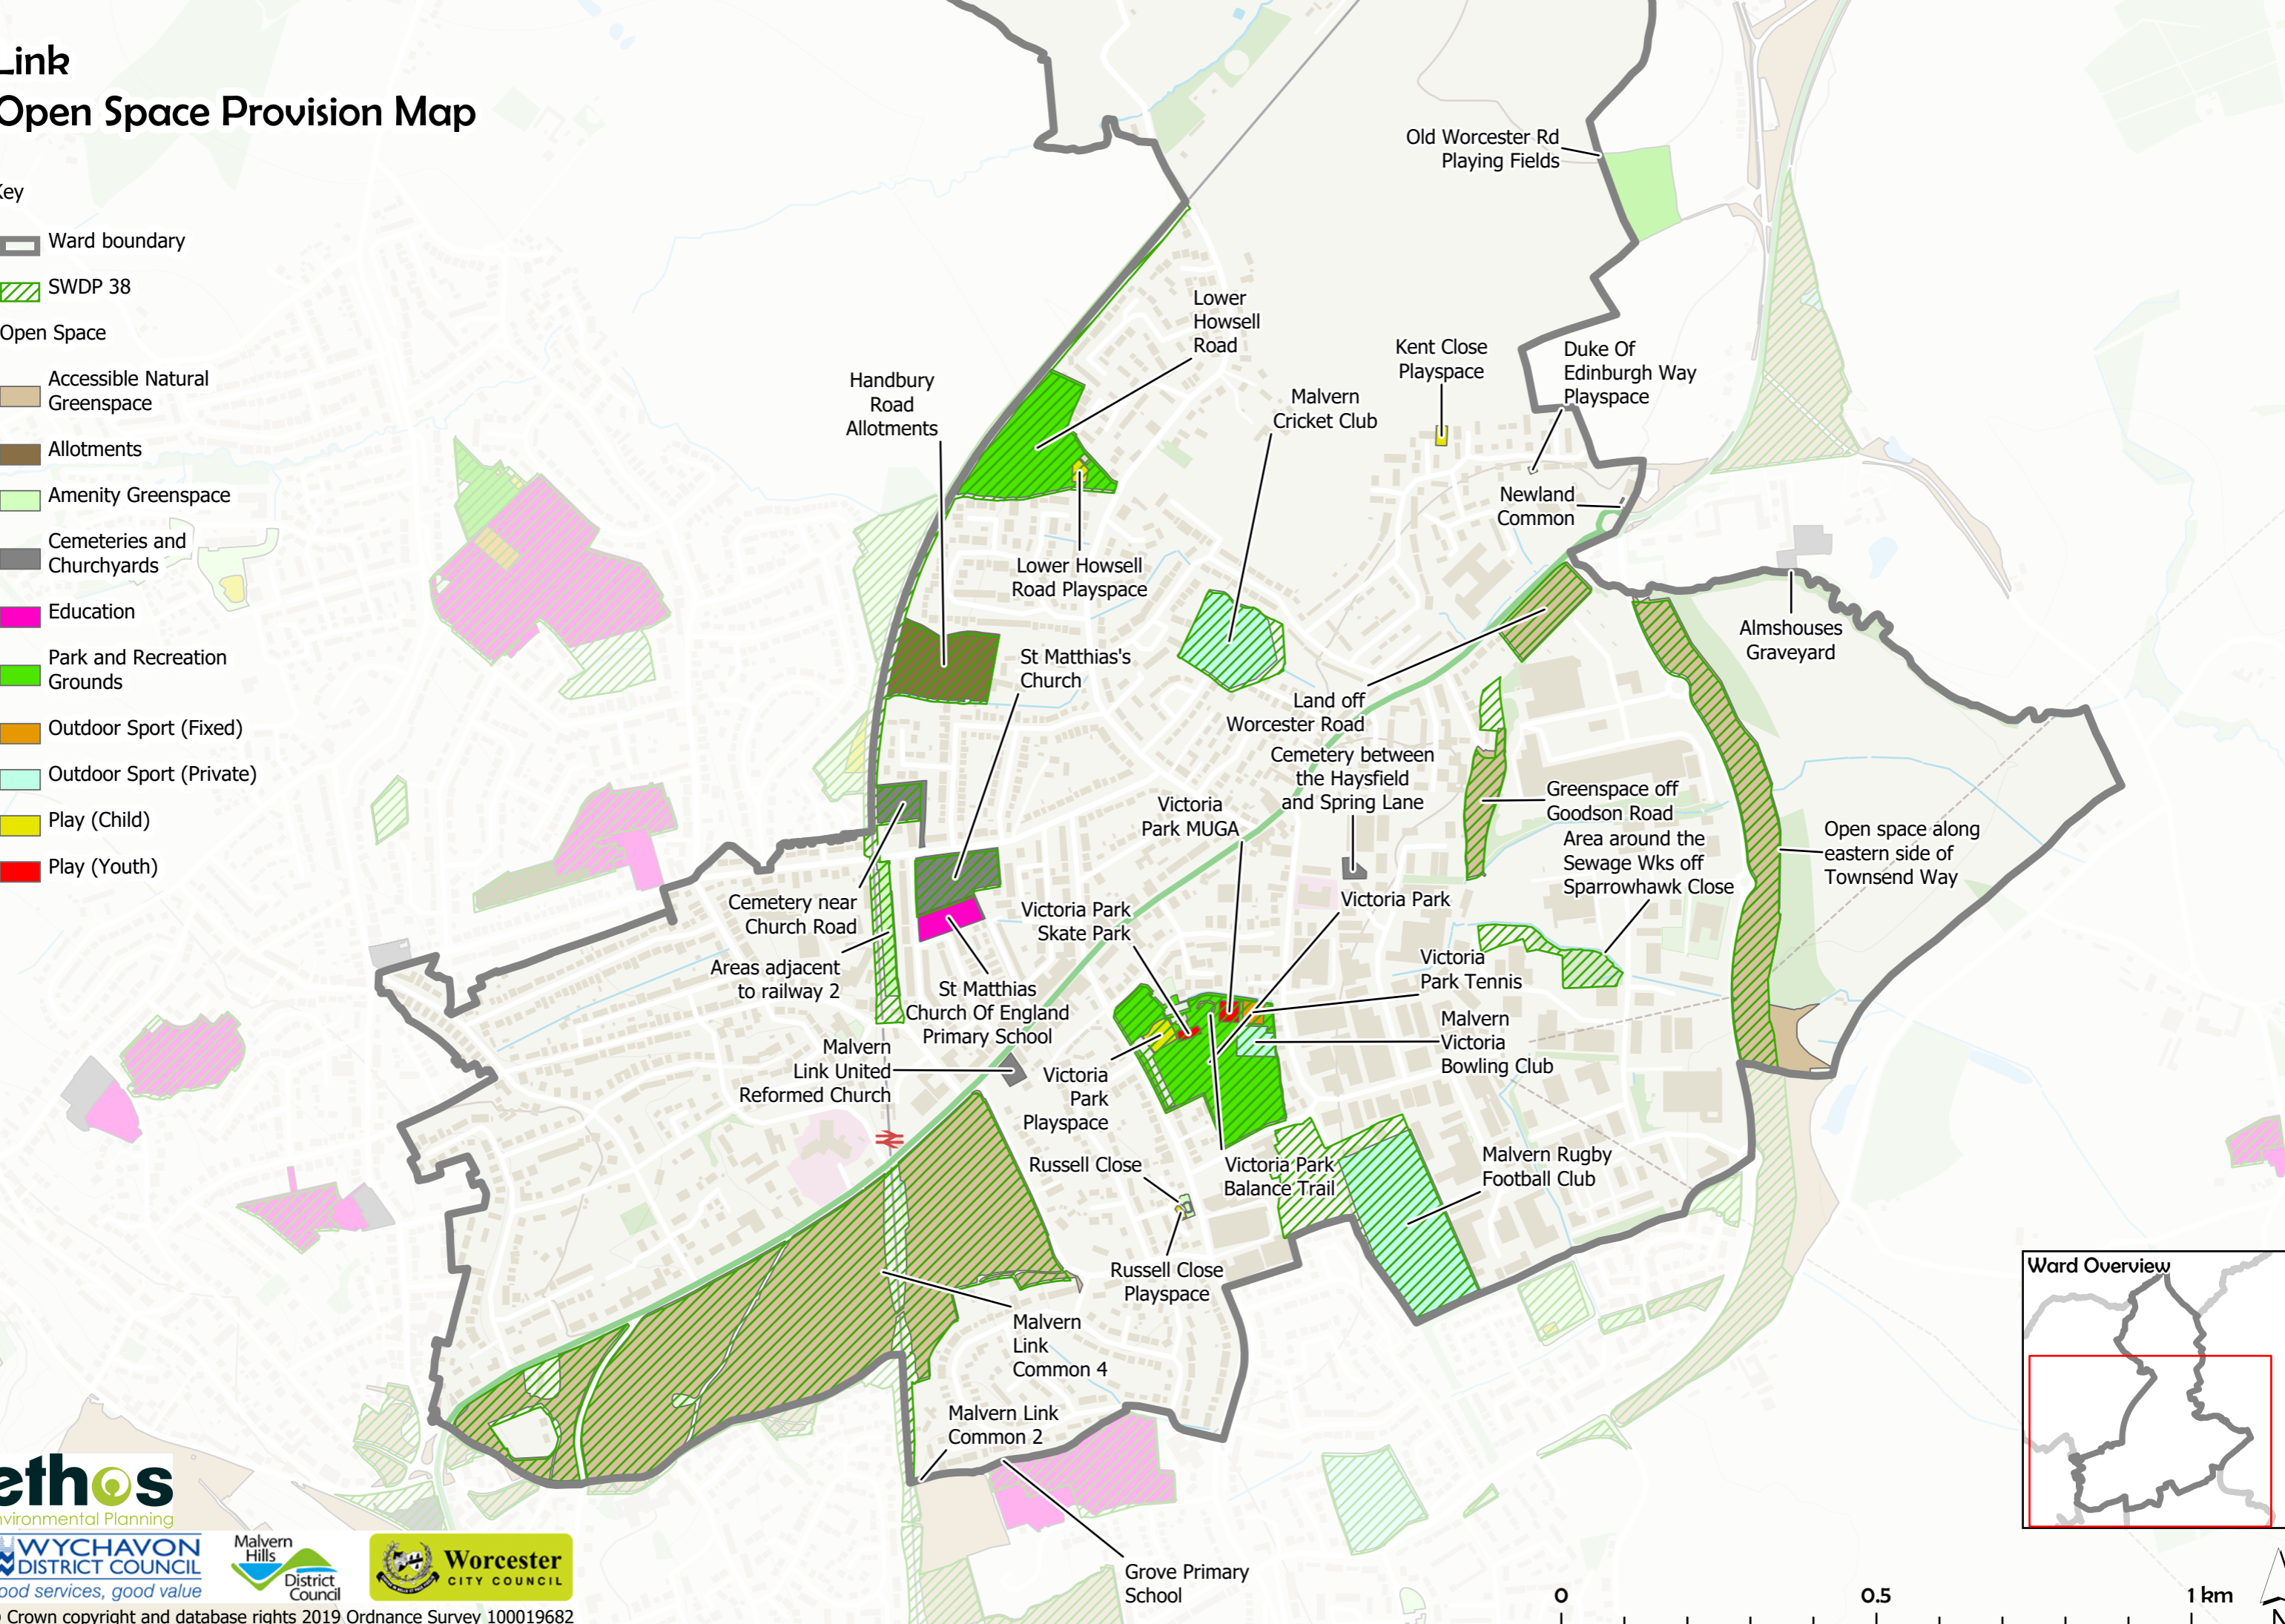 Link
Open Space Provision Map
Key
Ward boundary
SWDP 38
Open Space
Accessible Natural
Greenspace
Allotments
Amenity Greenspace
Cemeteries and
Churchyards
Education
Park and Recreation
Grounds
Outdoor Sport (Fixed)
Outdoor Sport (Private)
Play (Child)
Play (Youth)
Old Worcester Rd
Playing Fields
Lower
Howsell
Road
Kent Close
Playspace
Duke Of
Edinburgh Way
Playspace
Handbury
Road
Allotments
Malvern
Cricket Club
Newland
Common
Lower Howsell
Road Playspace
Almshouses
Graveyard
St Matthias's
Church
Land off
Worcester Road
Cemetery between
the Haysfield
and Spring Lane
Victoria
Park MUGA
Greenspace off
Goodson Road
Area around the
Sewage Wks off
Sparrowhawk Close
Open space along
eastern side of
Townsend Way
Cemetery near
Church Road
Victoria Park
Skate Park
Victoria Park
Areas adjacent
to railway 2
St Matthias
Church Of England
Primary School
Victoria
Park Tennis
Malvern
Victoria
Bowling Club
Malvern
Link United
Reformed Church
Victoria
Park
Playspace
Russell Close
Victoria Park
Balance Trail
Malvern Rugby
Football Club
Russell Close
Playspace
Malvern
Link
Common 4
Malvern Link
Common 2
Grove Primary
School
Ward Overview
ethos
nvironmental Planning
WYCHAVON
DISTRICT COUNCIL
ood services, good value
Malvern
Hills
District
Council
Worcester
CITY COUNCIL
Crown copyright and database rights 2019 Ordnance Survey 100019682
0 0.5 1 km
N